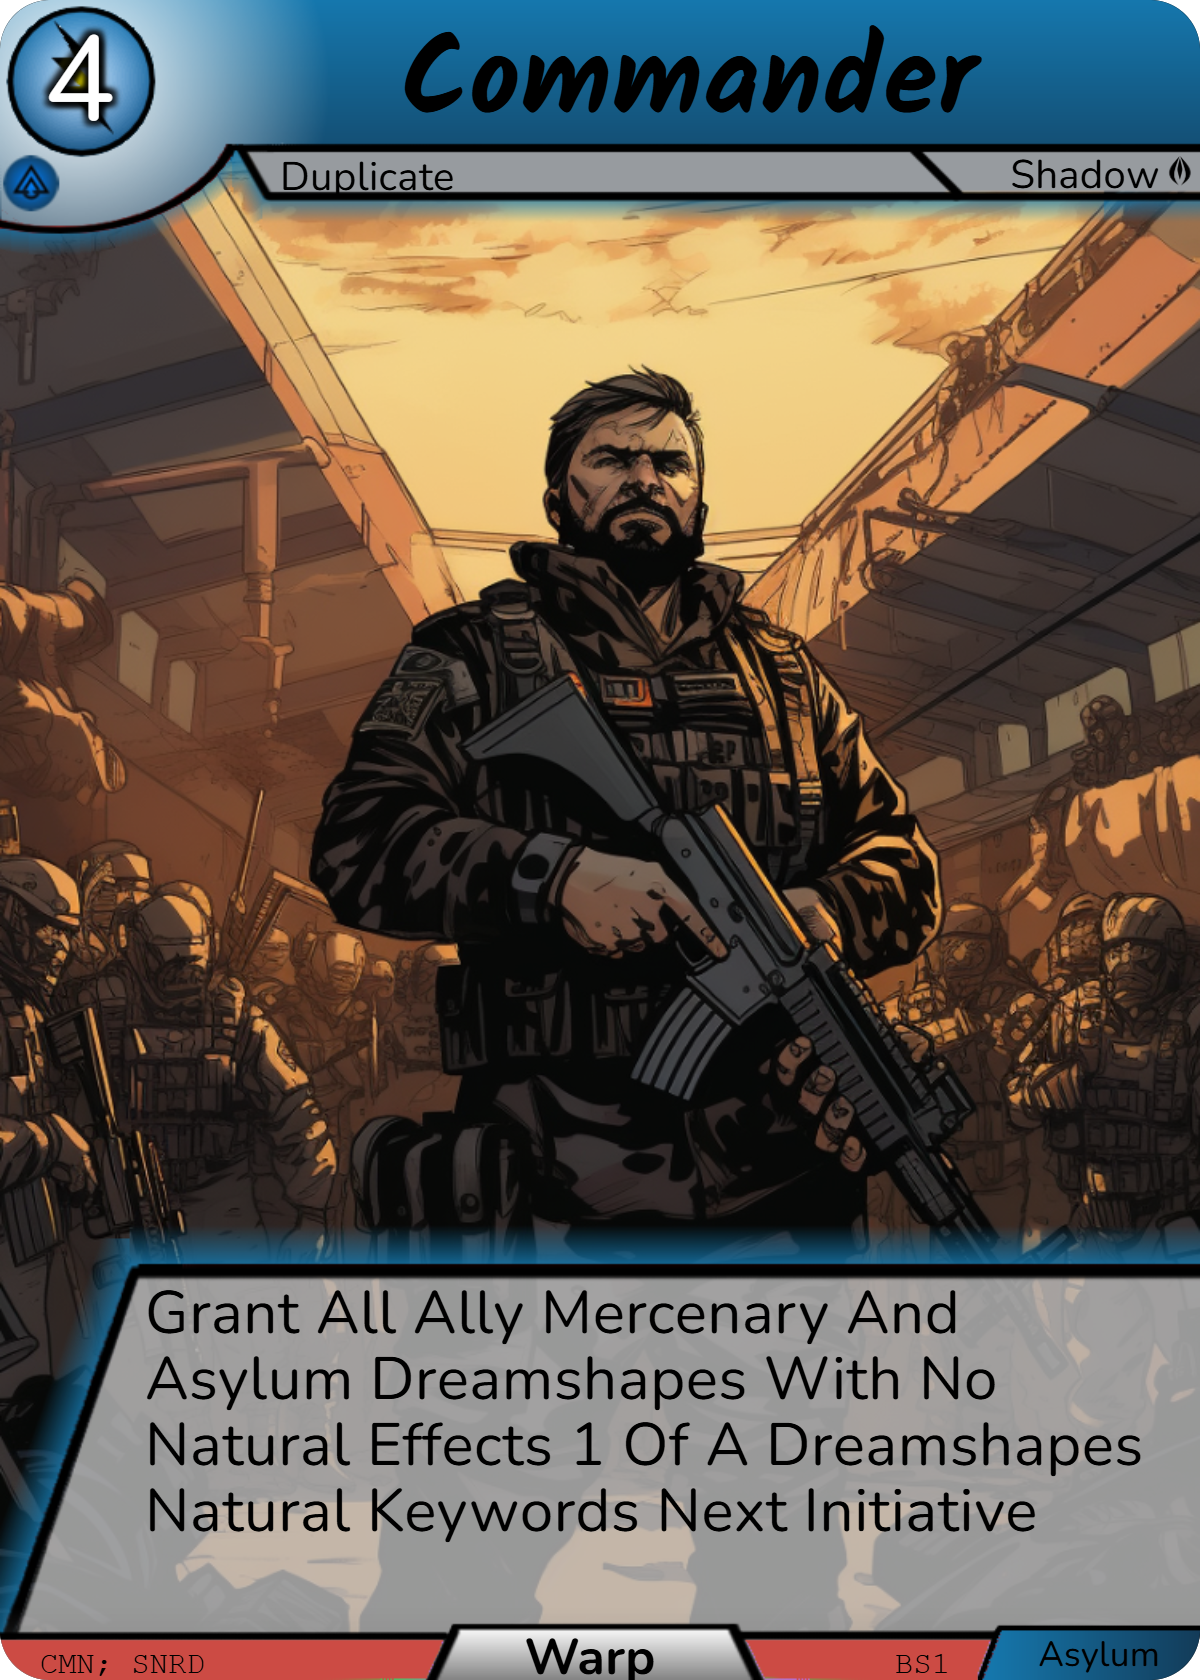 4
Commander
Duplicate
Shadow
Grant All Ally Mercenary And
Asylum Dreamshapes With No
Natural Effects 1 Of A Dreamshapes
Natural Keywords Next Initiative
CMN; SNRD
Warp
BS1
Asylum